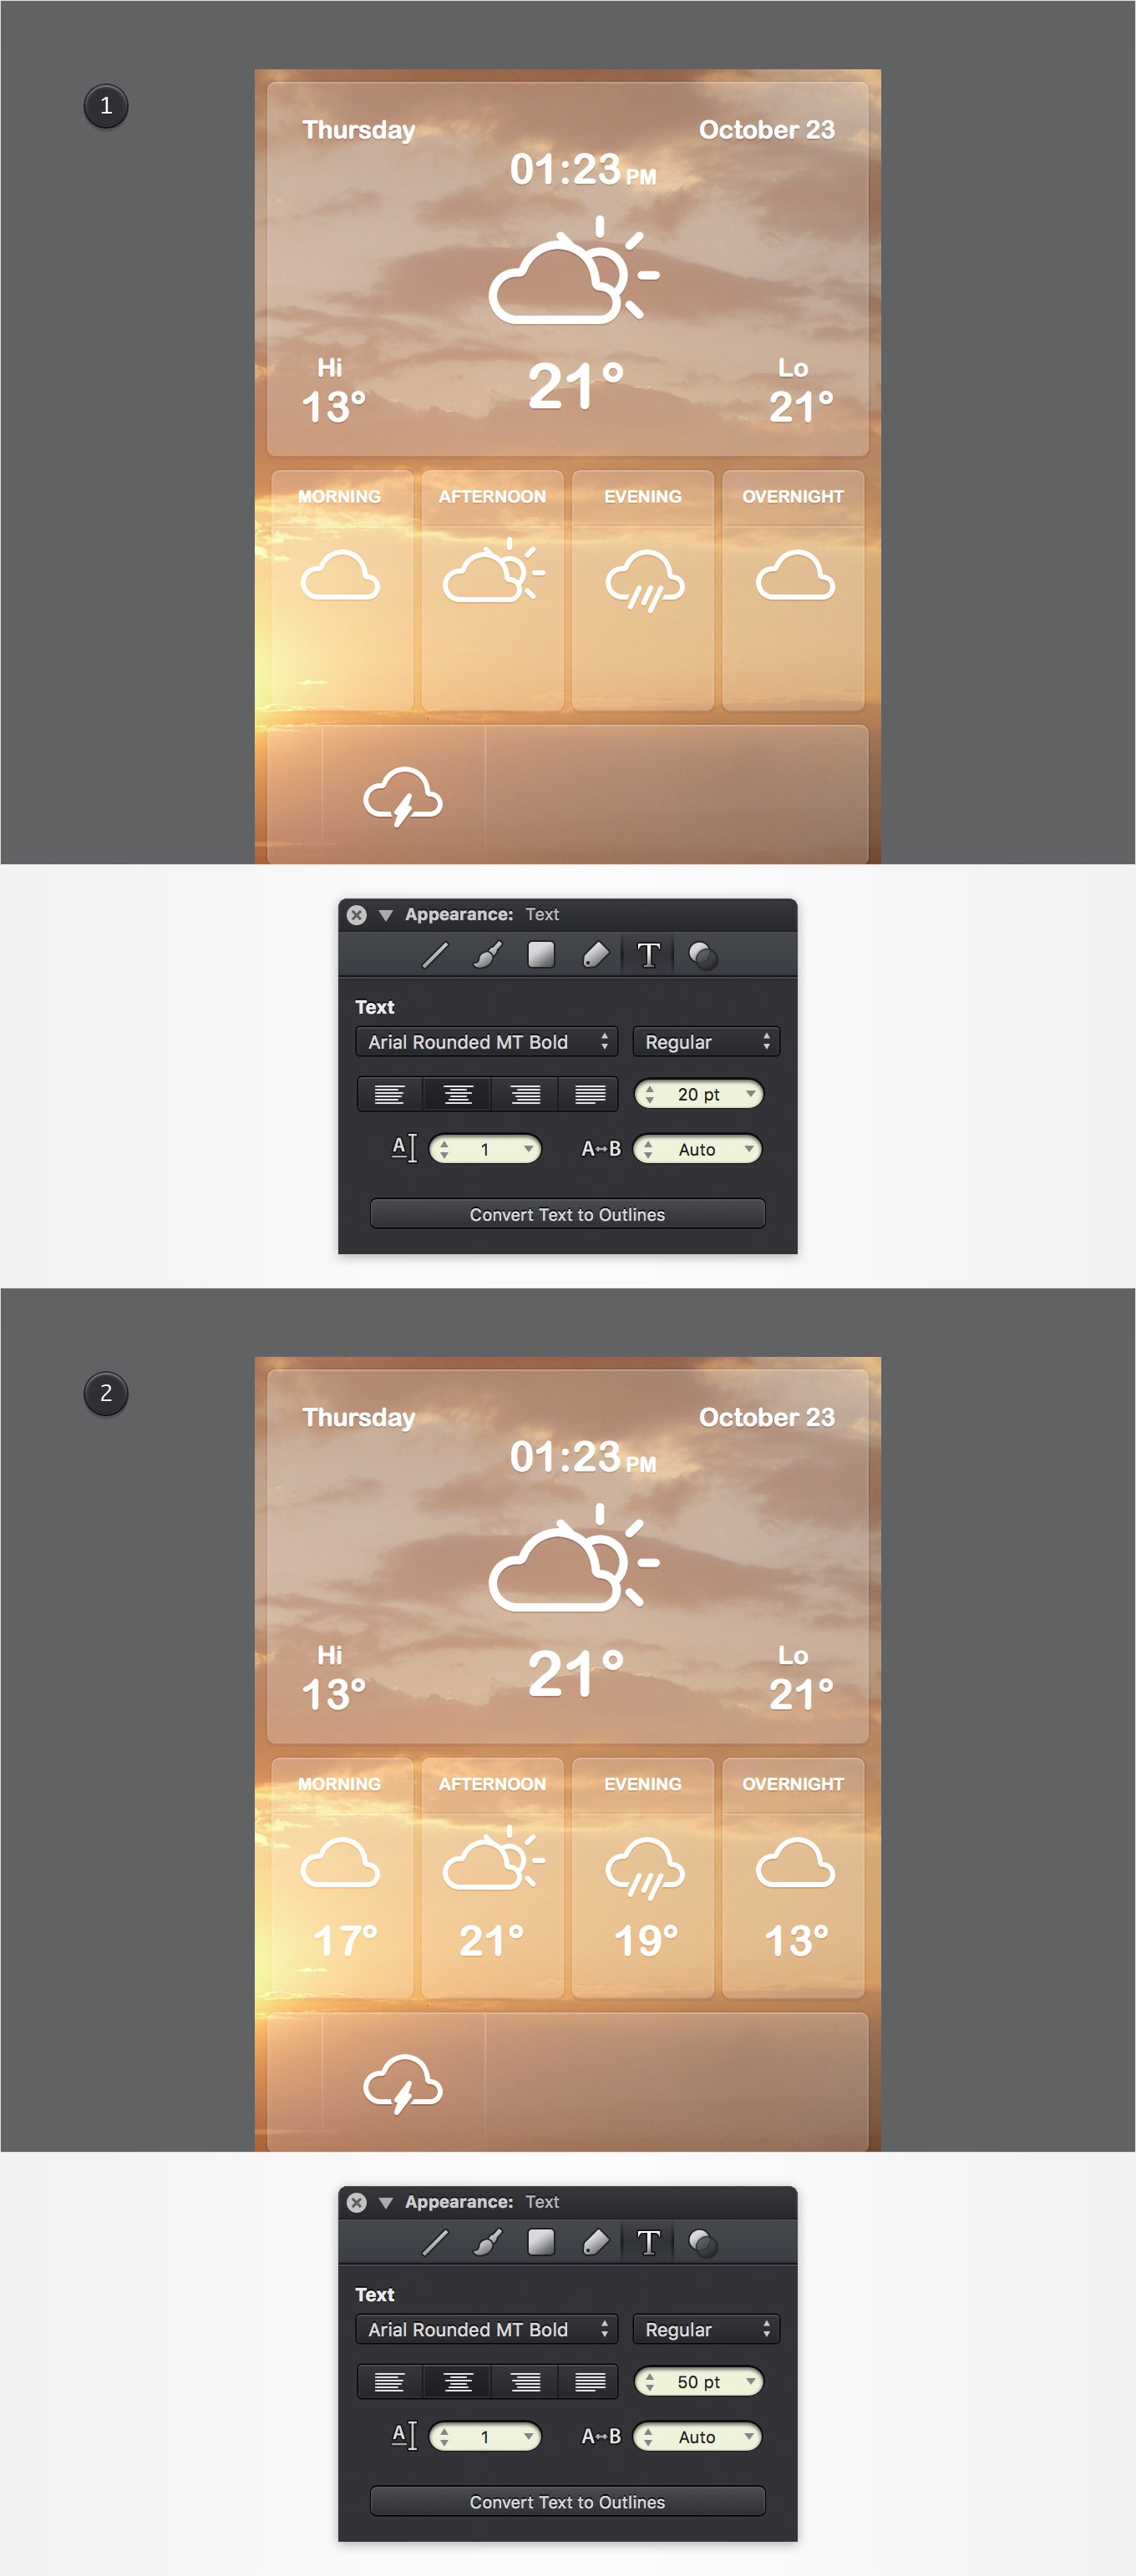 1
Thursday October 23
01:23 PM
Hi Lo
13° 21° 21°
MORNING AFTERNOON EVENING OVERNIGHT
Appearance: Text
T
Text
Arial Rounded MT Bold Regular
20 pt
A 1 A↔B Auto
Convert Text to Outlines
2
Thursday October 23
01:23 PM
Hi Lo
13° 21° 21°
MORNING AFTERNOON EVENING OVERNIGHT
17° 21° 19° 13°
Appearance: Text
T
Text
Arial Rounded MT Bold Regular
50 pt
A 1 A↔B Auto
Convert Text to Outlines